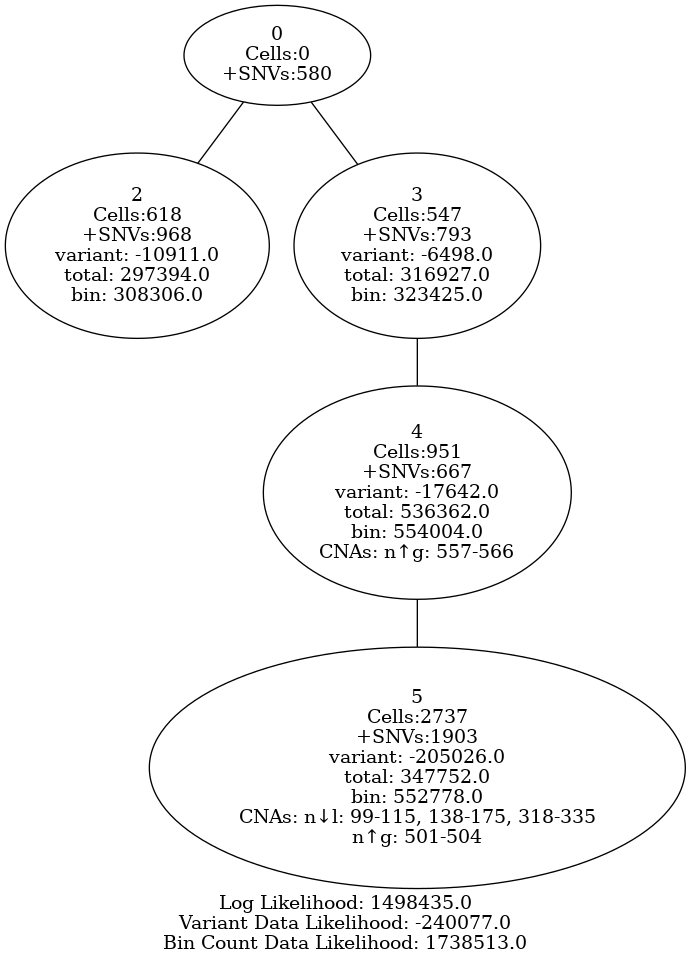 0
Cells:0
+SNVs:580
2
Cells:618
+SNVs:968
variant: -10911.0
total: 297394.0
bin: 308306.0
3
Cells:547
+SNVs:793
variant: -6498.0
total: 316927.0
bin: 323425.0
4
Cells:951
+SNVs:667
variant: -17642.0
total: 536362.0
bin: 554004.0
CNAs: n↑g: 557-566
5
Cells:2737
+SNVs:1903
variant: -205026.0
total: 347752.0
bin: 552778.0
CNAs: n↓l: 99-115, 138-175, 318-335
n↑g: 501-504
Log Likelihood: 1498435.0
Variant Data Likelihood: -240077.0
Bin Count Data Likelihood: 1738513.0